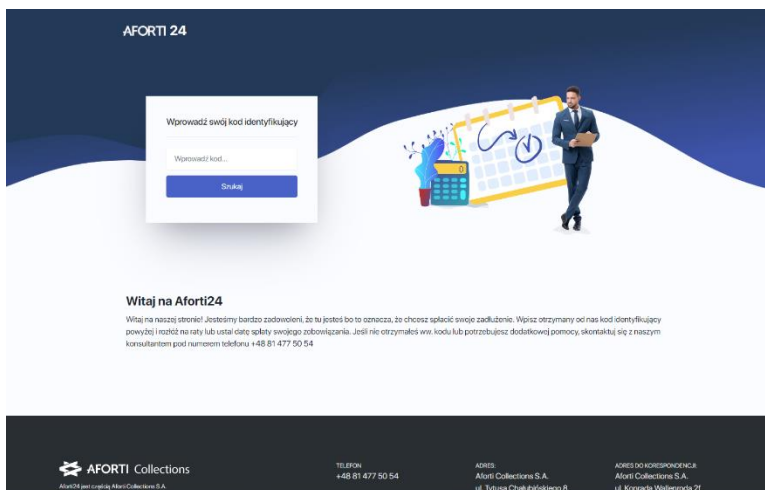 AFORTI 24
Wprowadź swój kod identyfikujący
Wprowadź kod...
Szukaj
Witaj na Aforti24
Witaj na naszej stronie! Jesteśmy bardzo zadowoleni, że tu jesteś bo to oznacza, że chcesz spłacić swoje zadłużenie. Wpisz otrzymany od nas kod identyfikujący
powyżej i rozłóż na raty lub ustal datę spłaty swojego zobowiązania. Jeśli nie otrzymałeś ww. kodu lub potrzebujesz dodatkowej pomocy, skontaktuj się z naszym
konsultantem pod numerem telefonu +48 81 477 50 54
AFORTI Collections
Aforti24 jest częścią Aforti Collections S.A.
TELEFON
+48 81 477 50 54
ADRES:
Aforti Collections S.A.
ul. Tytusa Chałubińskiego 8
ADRES DO KORESPONDENCJI:
Aforti Collections S.A.
ul. Konrada Wallenroda 2f